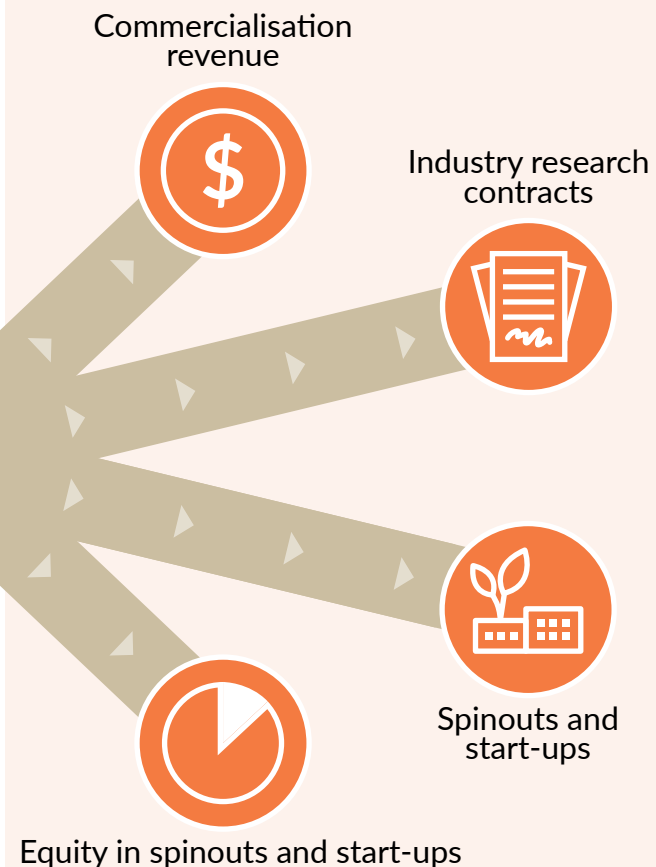 Commercialisation
revenue
$
Industry research
contracts
Spinouts and
start-ups
Equity in spinouts and start-ups